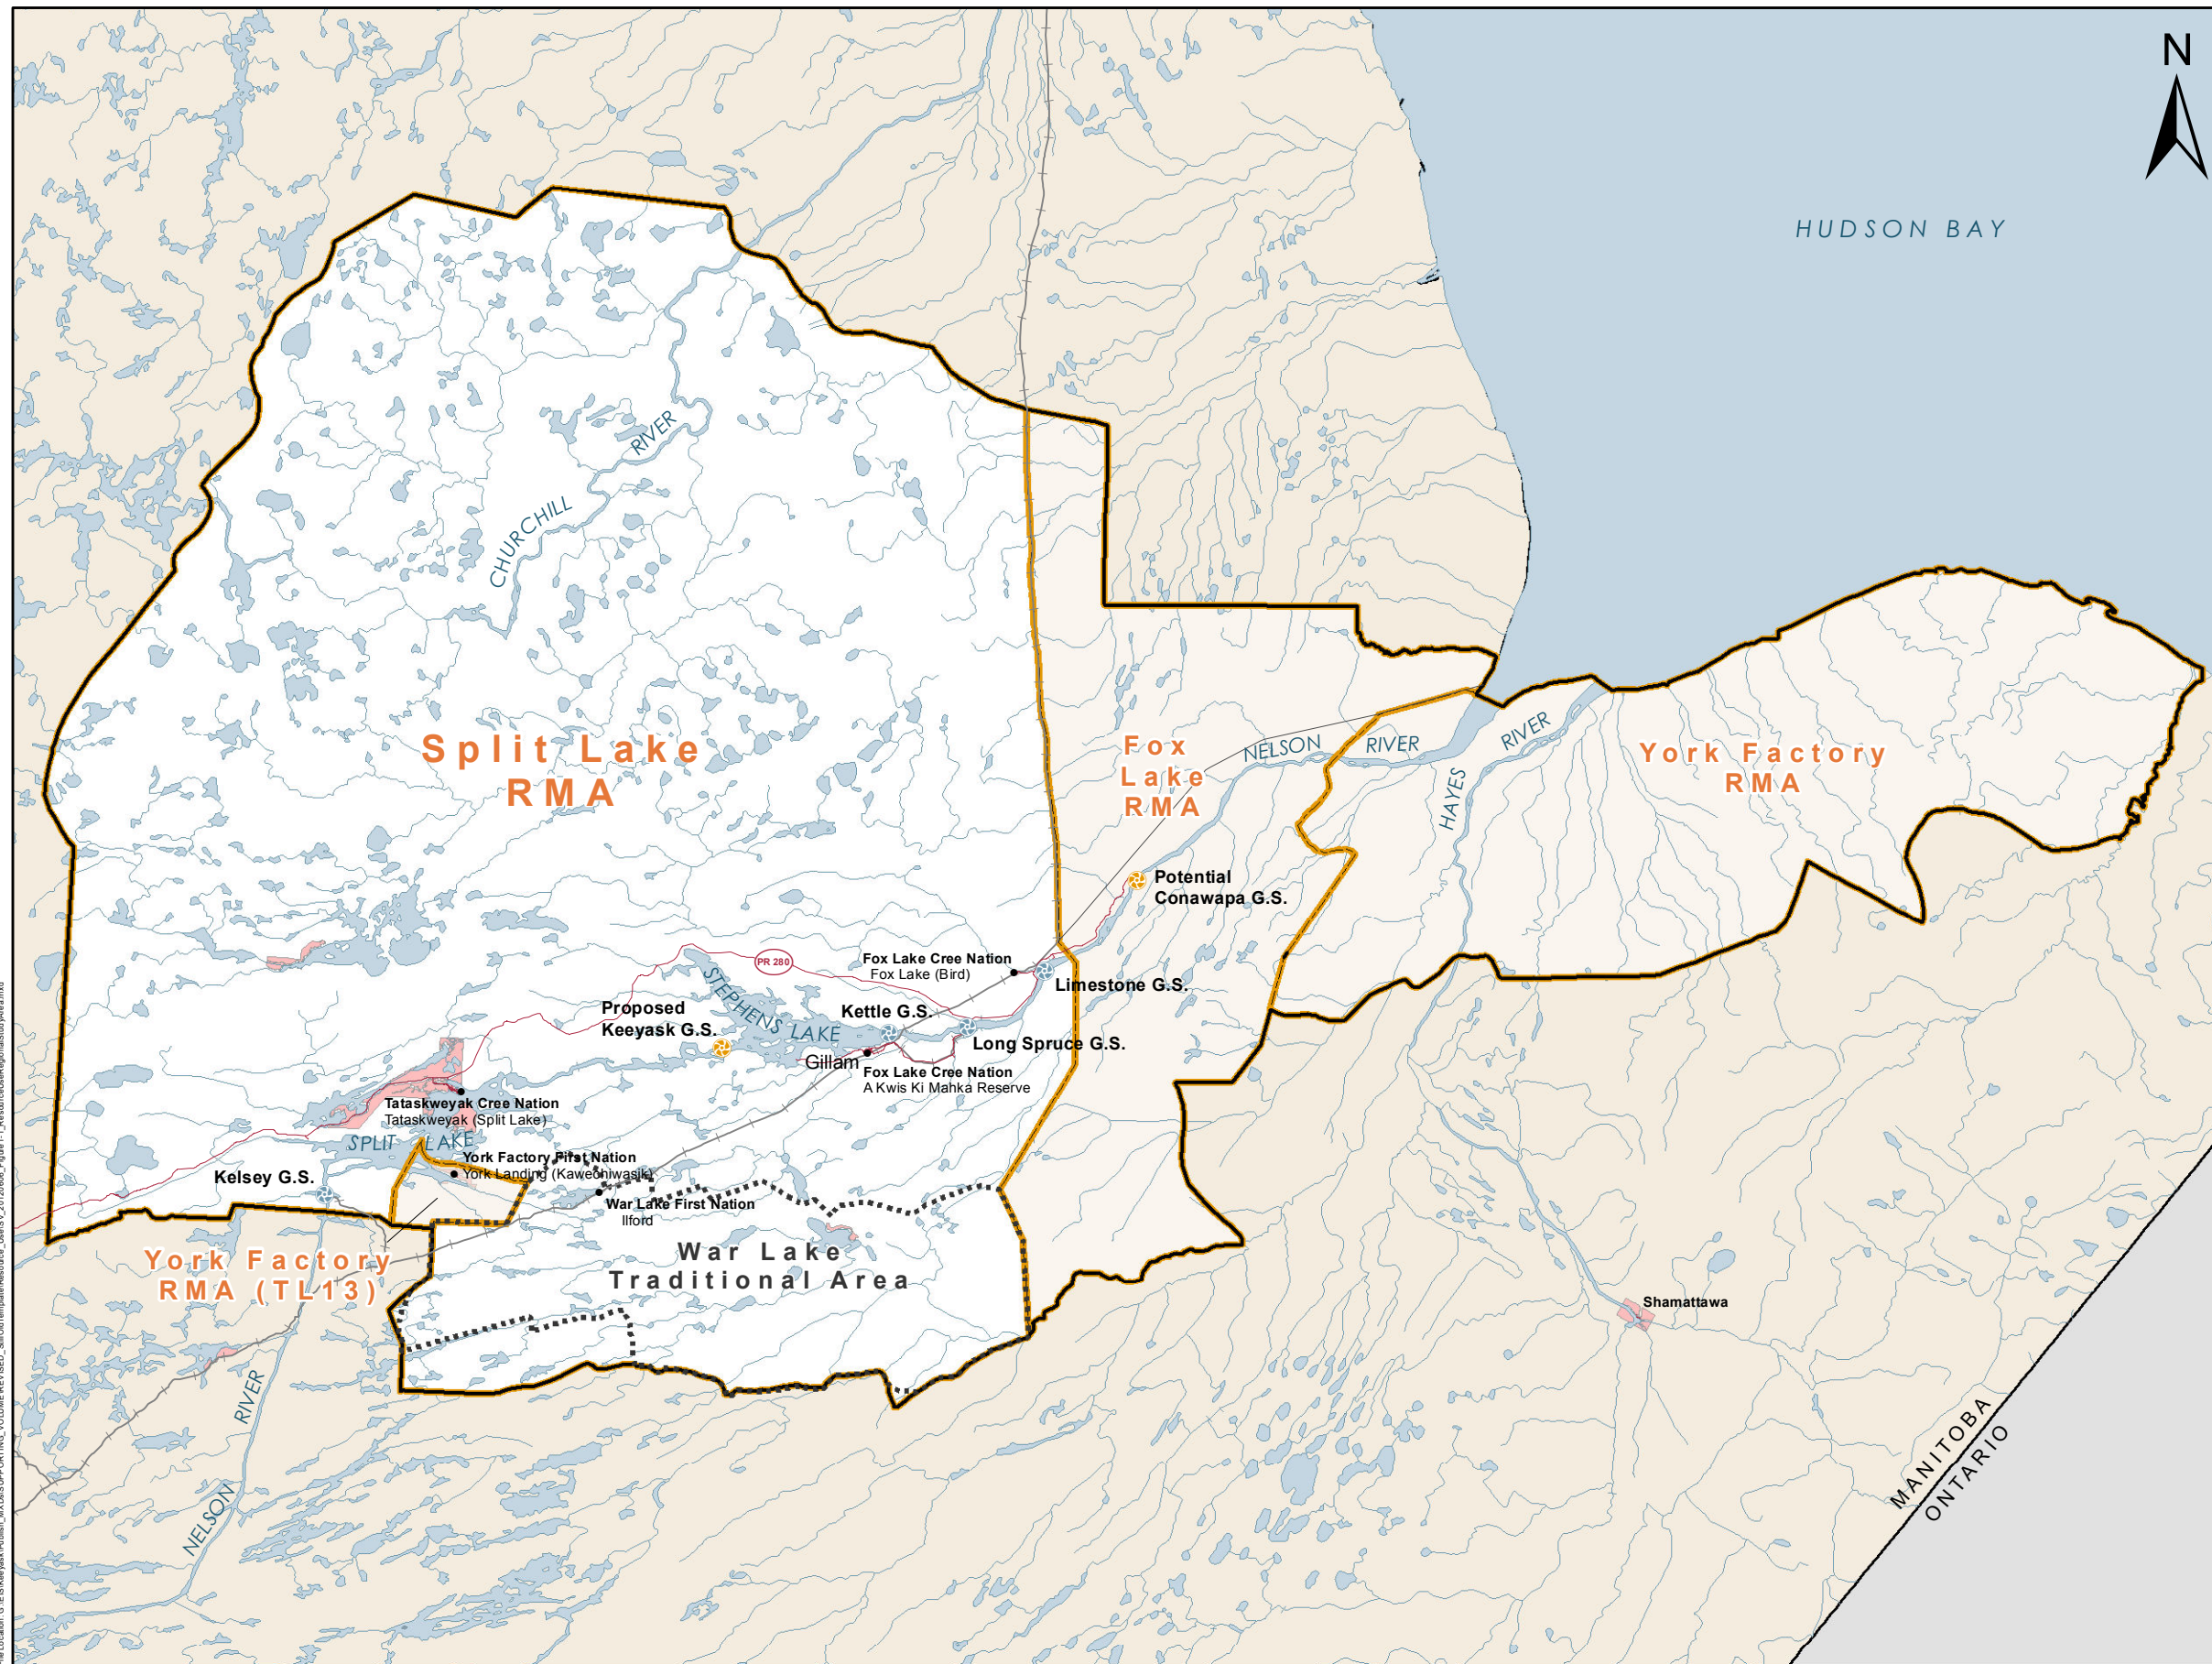 N
HUDSON BAY
CHURCHILL
RIVER
Split Lake
RMA
Fox
Lake
RMA
NELSON
RIVER
HAYES
RIVER
York Factory
RMA
Potential
Conawapa G.S.
PR 280
Fox Lake Cree Nation
Fox Lake (Bird)
Limestone G.S.
STEPHENS LAKE
Proposed
Keeyask G.S.
Kettle G.S.
Long Spruce G.S.
Gillam
Fox Lake Cree Nation
A Kwis Ki Mahka Reserve
Tataskweyak Cree Nation
Tataskweyak (Split Lake)
SPLIT LAKE
York Factory First Nation
York Landing (Kawechiwasik)
Kelsey G.S.
War Lake First Nation
Ilford
York Factory
RMA (TL13)
War Lake
Traditional Area
Shamattawa
NELSON
RIVER
MANITOBA
ONTARIO